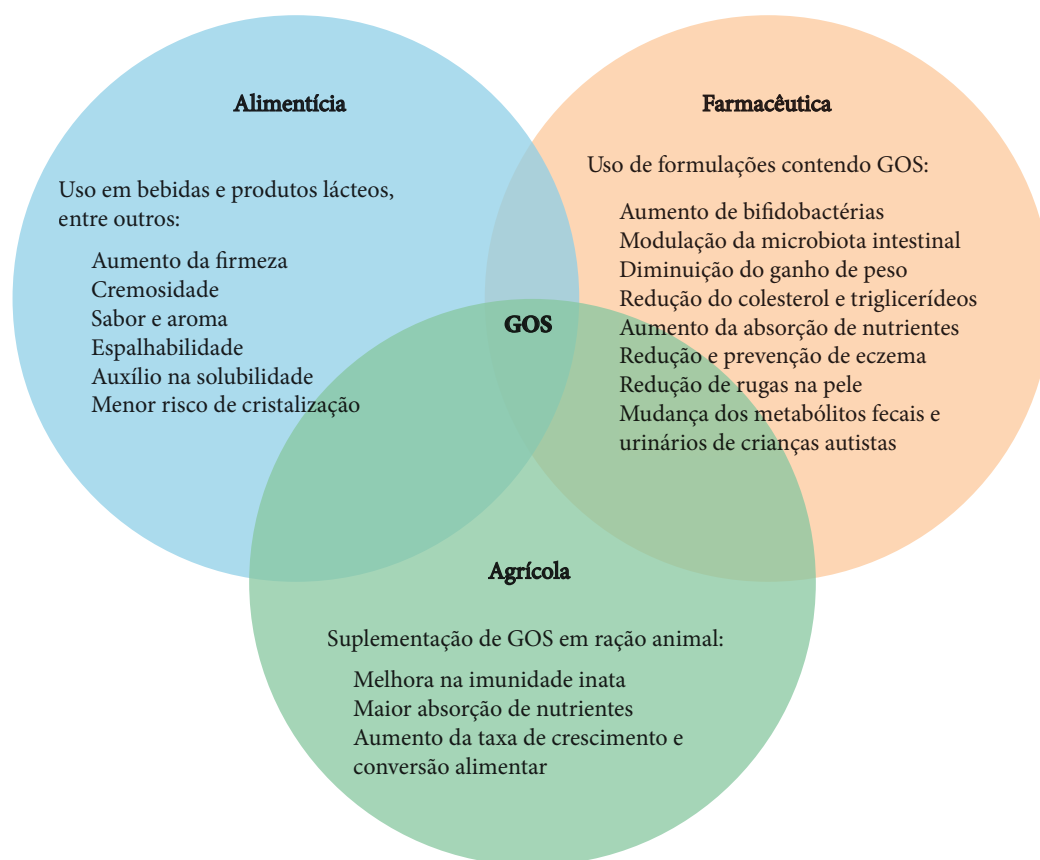 Alimentícia
Uso em bebidas e produtos lácteos,
entre outros:
Aumento da firmeza
Cremosidade
Sabor e aroma
Espalhabilidade
Auxílio na solubilidade
Menor risco de cristalização
Farmacêutica
Uso de formulações contendo GOS:
Aumento de bifidobactérias
Modulação da microbiota intestinal
Diminuição do ganho de peso
Redução do colesterol e triglicerídeos
Aumento da absorção de nutrientes
Redução e prevenção de eczema
Redução de rugas na pele
Mudança dos metabólitos fecais e
urinários de crianças autistas
GOS
Agrícola
Suplementação de GOS em ração animal:
Melhora na imunidade inata
Maior absorção de nutrientes
Aumento da taxa de crescimento e
conversão alimentar